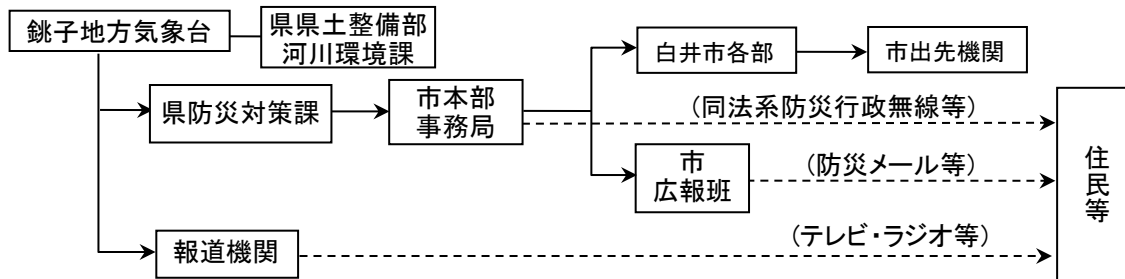 銚子地方気象台
県県土整備部
河川環境課
白井市各部
市出先機関
県防災対策課
市本部
事務局
(同法系防災行政無線等)
市
広報班
(防災メール等)
住民等
報道機関
(テレビ・ラジオ等)